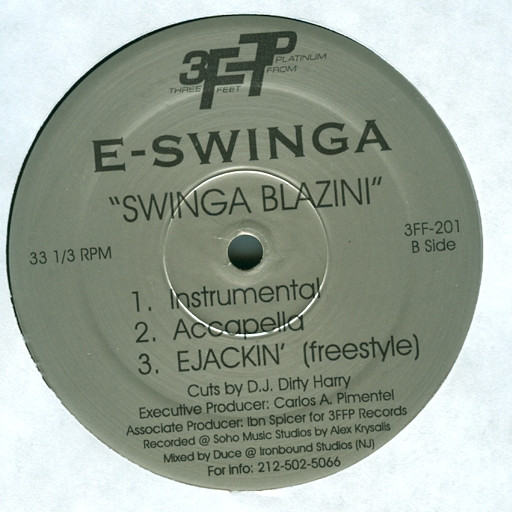 3FFP
PLATINUM
FROM
THREE FEET
E-SWINGA
"SWINGA BLAZINI"
33 1/3 RPM
3FF-201
B Side
1. Instrumental
2. Accapella
3. EJACKIN' (freestyle)
Cuts by D.J. Dirty Harry
Executive Producer: Carlos A. Pimentel
Associate Producer: Ibn Spicer for 3FFP Records
Recorded @ Soho Music Studios by Alex Krysalis
Mixed by Duce @ Ironbound Studios (NJ)
For info: 212-502-5066